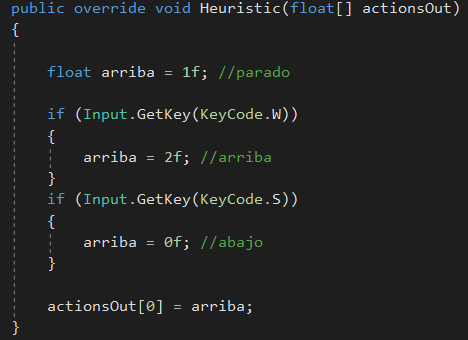 public override void Heuristic(float[] actionsOut)
{
float arriba = 1f; //parado
if (Input.GetKey(KeyCode.W))
{
arriba = 2f; //arriba
}
if (Input.GetKey(KeyCode.S))
{
arriba = 0f; //abajo
}
actionsOut[0] = arriba;
}